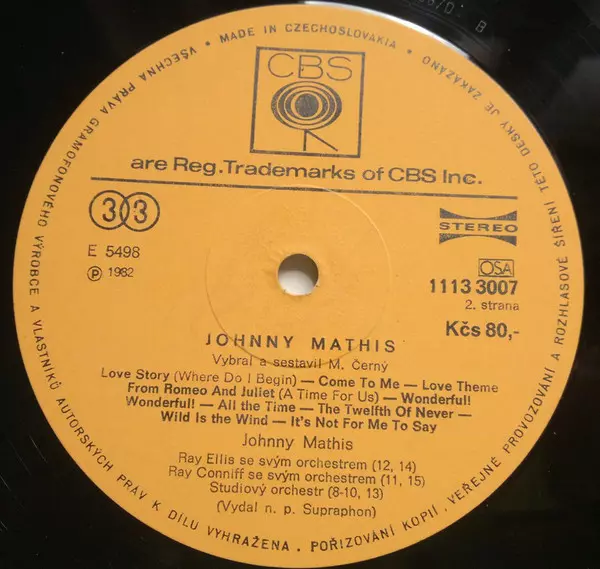 CBS
are Reg. Trademarks of CBS Inc.
33
STEREO
E 5498
OSA
℗ 1982
1113 3007
2. strana
Kčs 80,-
JOHNNY MATHIS
Vybral a sestavil M. Černý
Love Story (Where Do I Begin) — Come To Me — Love Theme
From Romeo And Juliet (A Time For Us) — Wonderful!
Wonderful! — All the Time — The Twelfth Of Never —
Wild Is the Wind — It's Not For Me To Say
Johnny Mathis
Ray Ellis se svým orchestrem (12, 14)
Ray Conniff se svým orchestrem (11, 15)
Studiový orchestr (8-10, 13)
(Vydal n. p. Supraphon)
VŠECHNA PRÁVA GRAMOFONOVÉHO VÝROBCE A VLASTNÍKŮ AUTORSKÝCH PRÁV K DÍLU VYHRAŽENA. POŘIZOVÁNÍ KOPIÍ, VEŘEJNÉ PROVOZOVÁNÍ A ROZHLASOVÉ ŠÍŘENÍ TÉTO DESKY JE ZAKÁZÁNO
• MADE IN CZECHOSLOVAKIA •
B